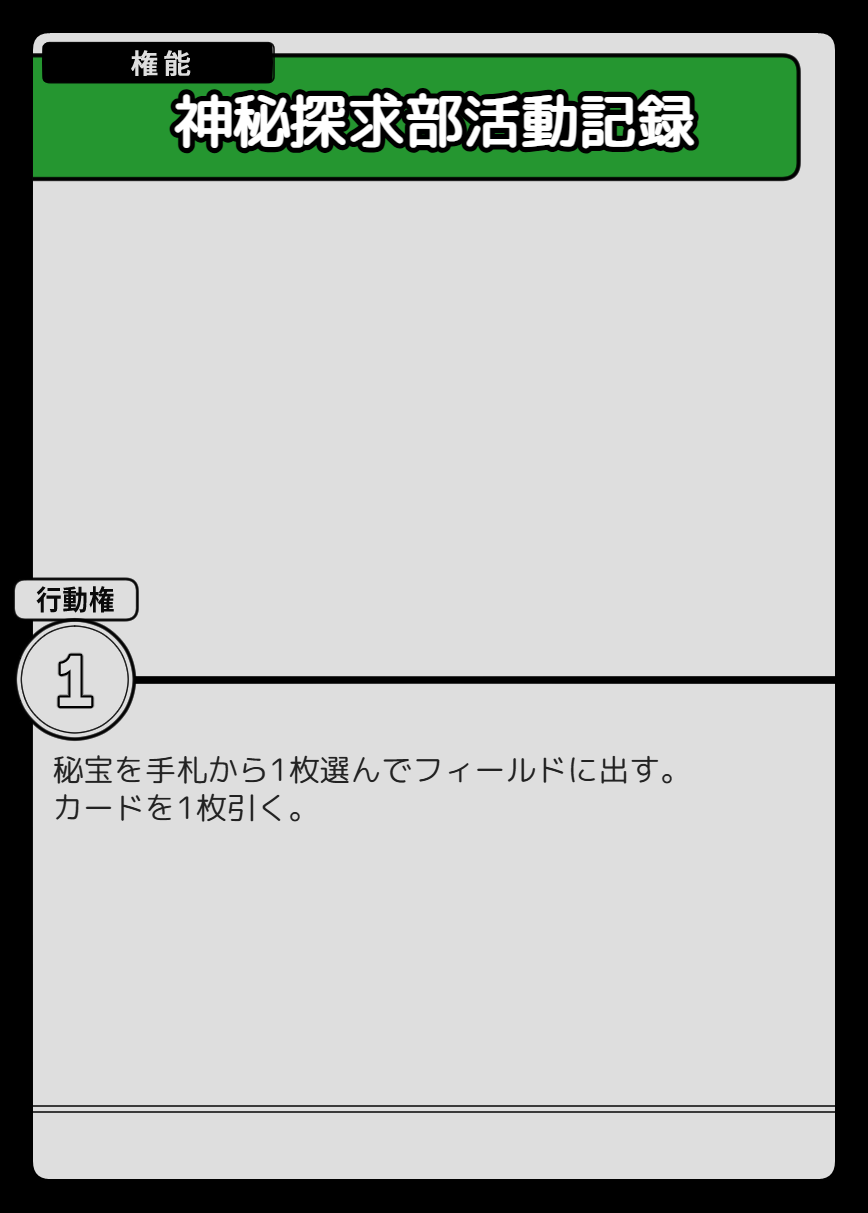 権能
神秘探求部活動記録
行動権
1
秘宝を手札から1枚選んでフィールドに出す。
カードを1枚引く。